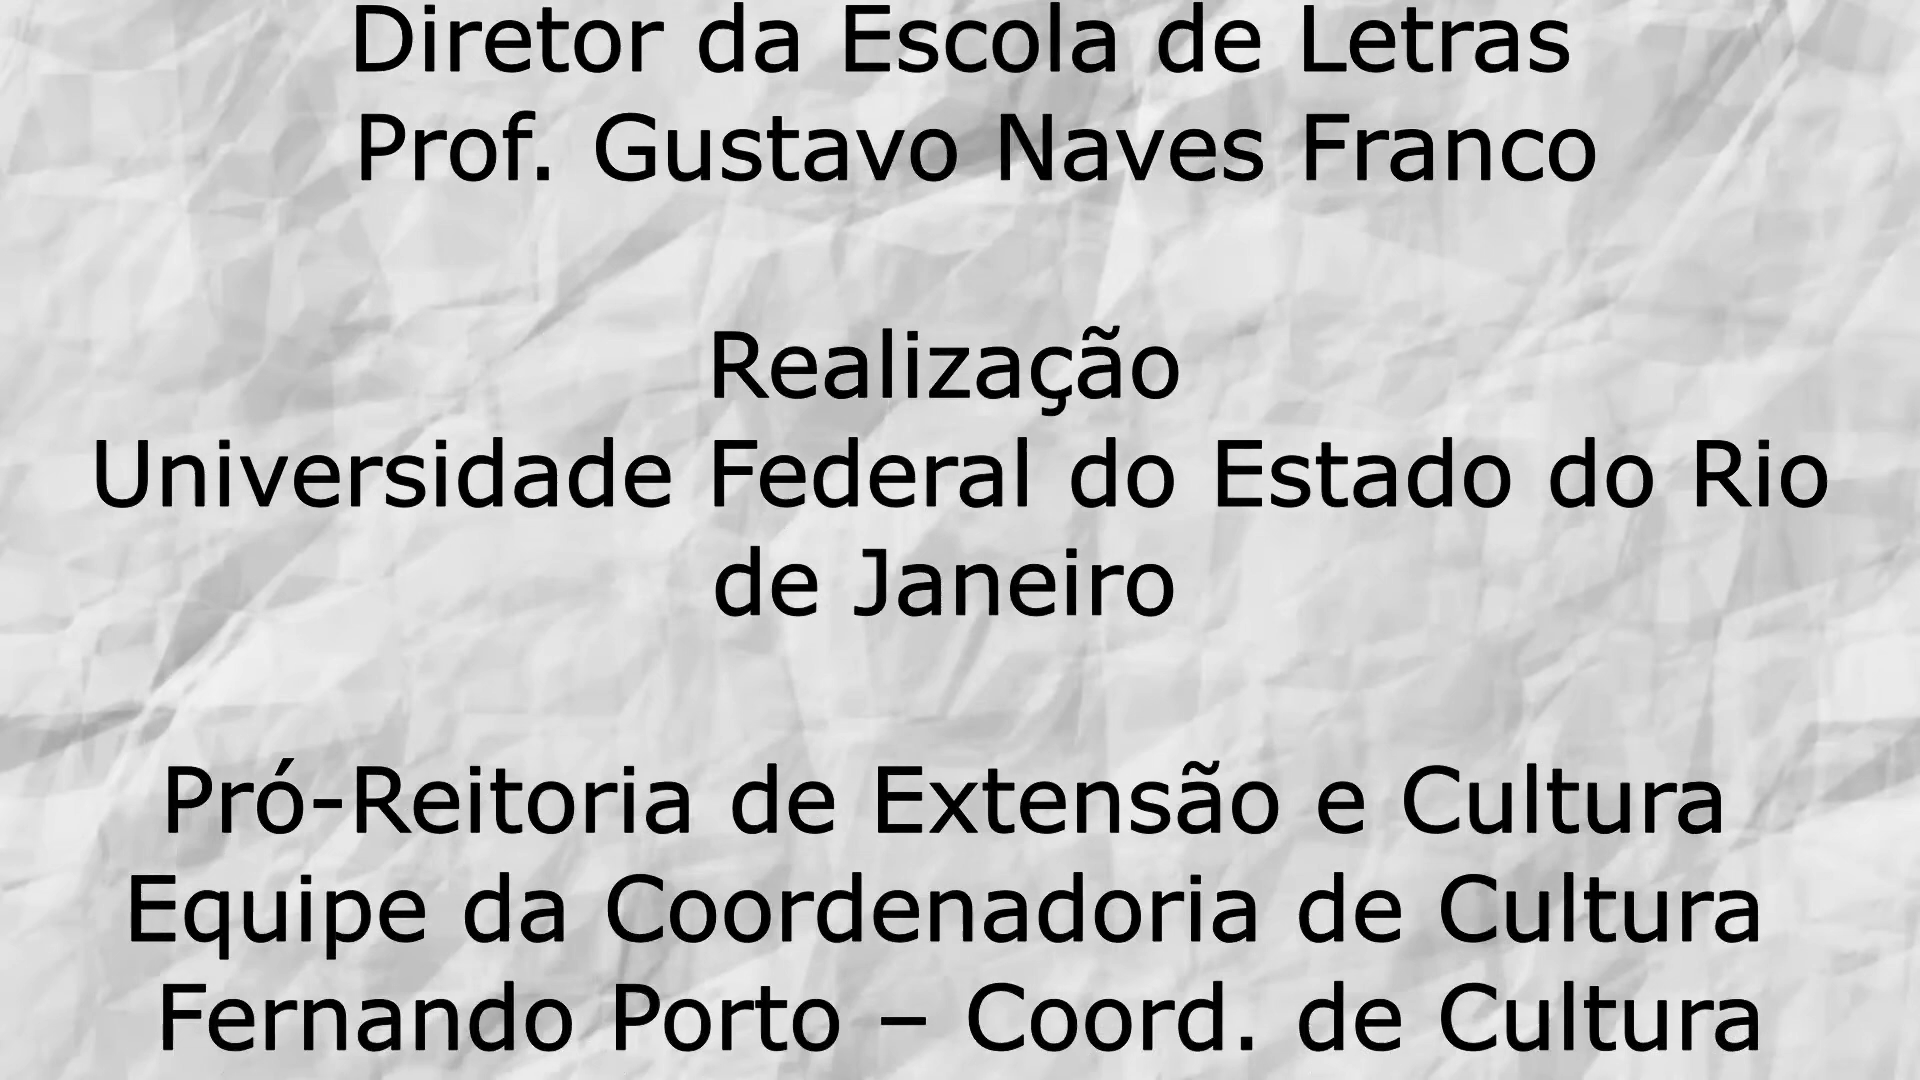 Diretor da Escola de Letras
Prof. Gustavo Naves Franco
Realização
Universidade Federal do Estado do Rio
de Janeiro
Pró-Reitoria de Extensão e Cultura
Equipe da Coordenadoria de Cultura
Fernando Porto – Coord. de Cultura